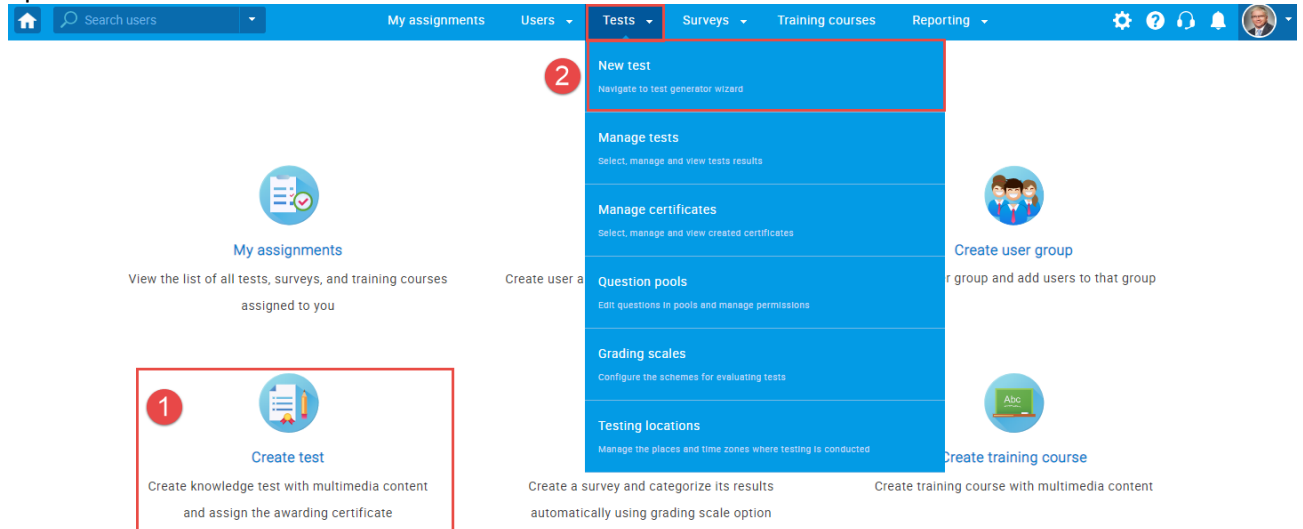 Search users
My assignments Users Tests Surveys Training courses Reporting
2
New test
Navigate to test generator wizard
Manage tests
Select, manage and view tests results
Manage certificates
Select, manage and view created certificates
Question pools
Edit questions in pools and manage permissions
Grading scales
Configure the schemes for evaluating tests
Testing locations
Manage the places and time zones where testing is conducted
My assignments
View the list of all tests, surveys, and training courses
assigned to you
Create user a
Create user group
r group and add users to that group
1
Create test
Create knowledge test with multimedia content
and assign the awarding certificate
Create a survey and categorize its results
automatically using grading scale option
Abc
Create training course
Create training course with multimedia content